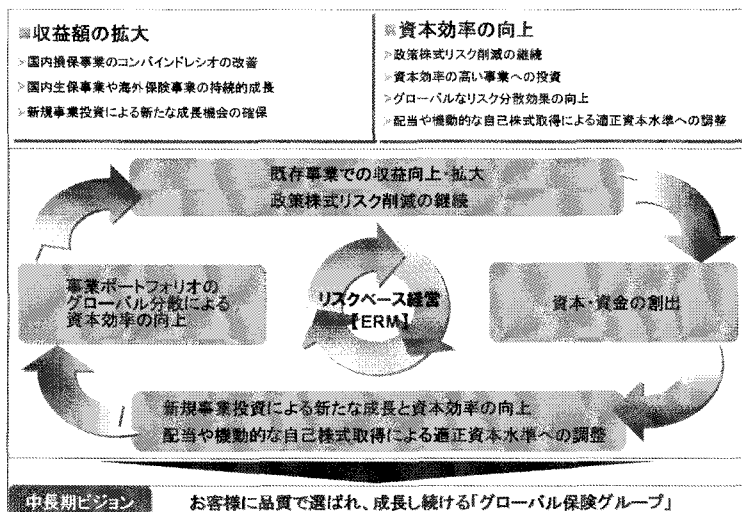 収益額の拡大
国内損保事業のコンバインドレシオの改善
国内生保事業や海外保険事業の持続的成長
新規事業投資による新たな成長機会の確保
資本効率の向上
政策株式リスク削減の継続
資本効率の高い事業への投資
グローバルなリスク分散効果の向上
配当や機動的な自己株式取得による適正資本水準への調整
既存事業での収益向上・拡大
政策株式リスク削減の継続
事業ポートフォリオの
グローバル分散による
資本効率の向上
リスクベース経営
【ERM】
資本・資金の創出
新規事業投資による新たな成長と資本効率の向上
配当や機動的な自己株式取得による適正資本水準への調整
中長期ビジョン
お客様に品質で選ばれ、成長し続ける「グローバル保険グループ」